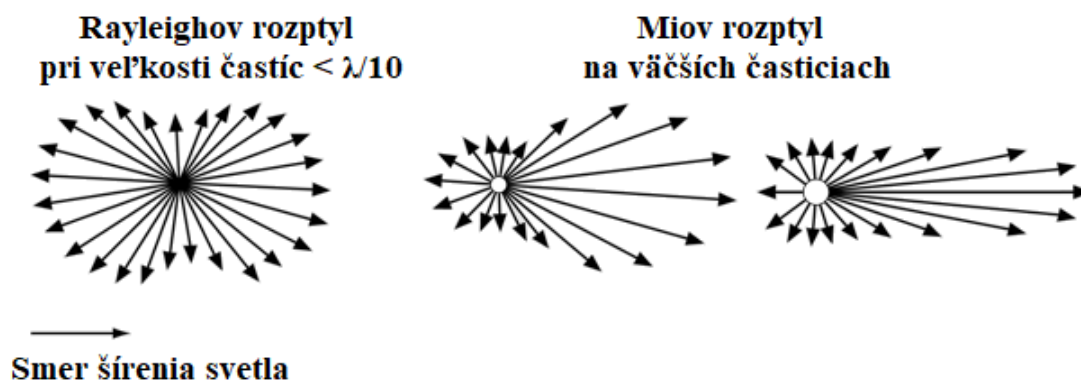 Rayleighov rozptyl
pri veľkosti častíc < λ/10
Miov rozptyl
na väčších časticiach
Smer šírenia svetla